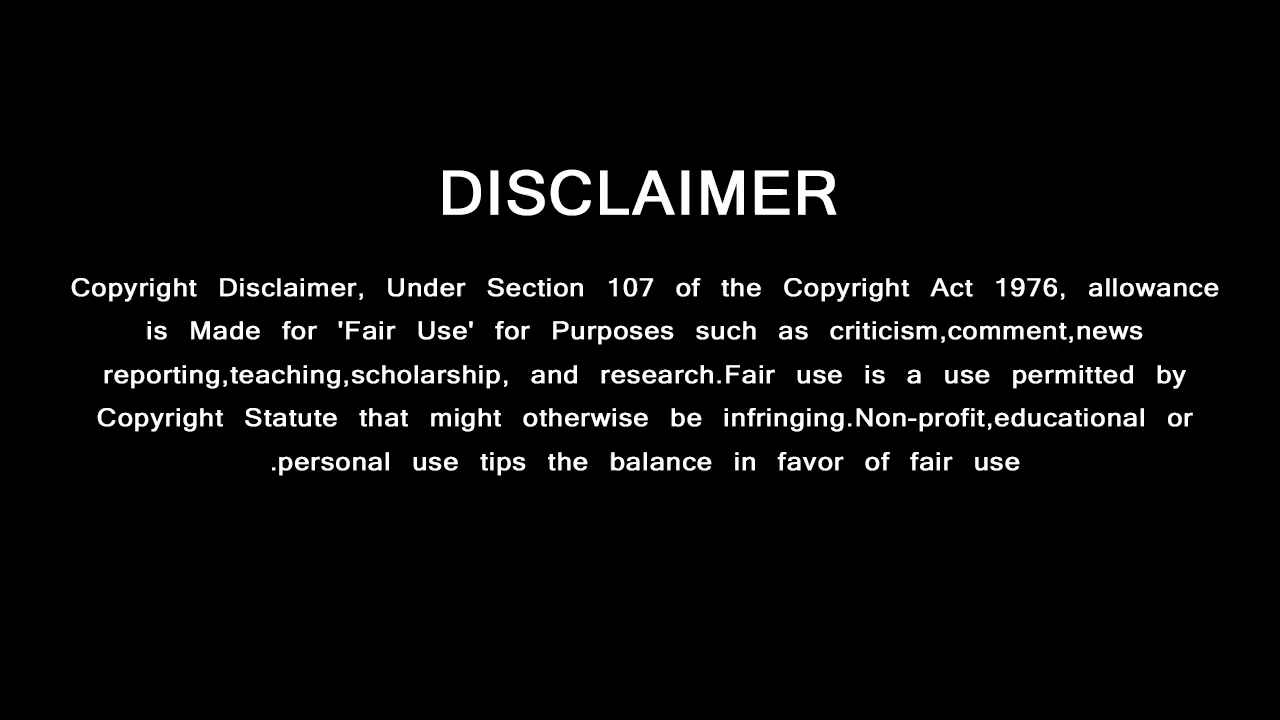 DISCLAIMER
Copyright Disclaimer, Under Section 107 of the Copyright Act 1976, allowance
is Made for 'Fair Use' for Purposes such as criticism,comment,news
reporting,teaching,scholarship, and research.Fair use is a use permitted by
Copyright Statute that might otherwise be infringing.Non-profit,educational or
.personal use tips the balance in favor of fair use